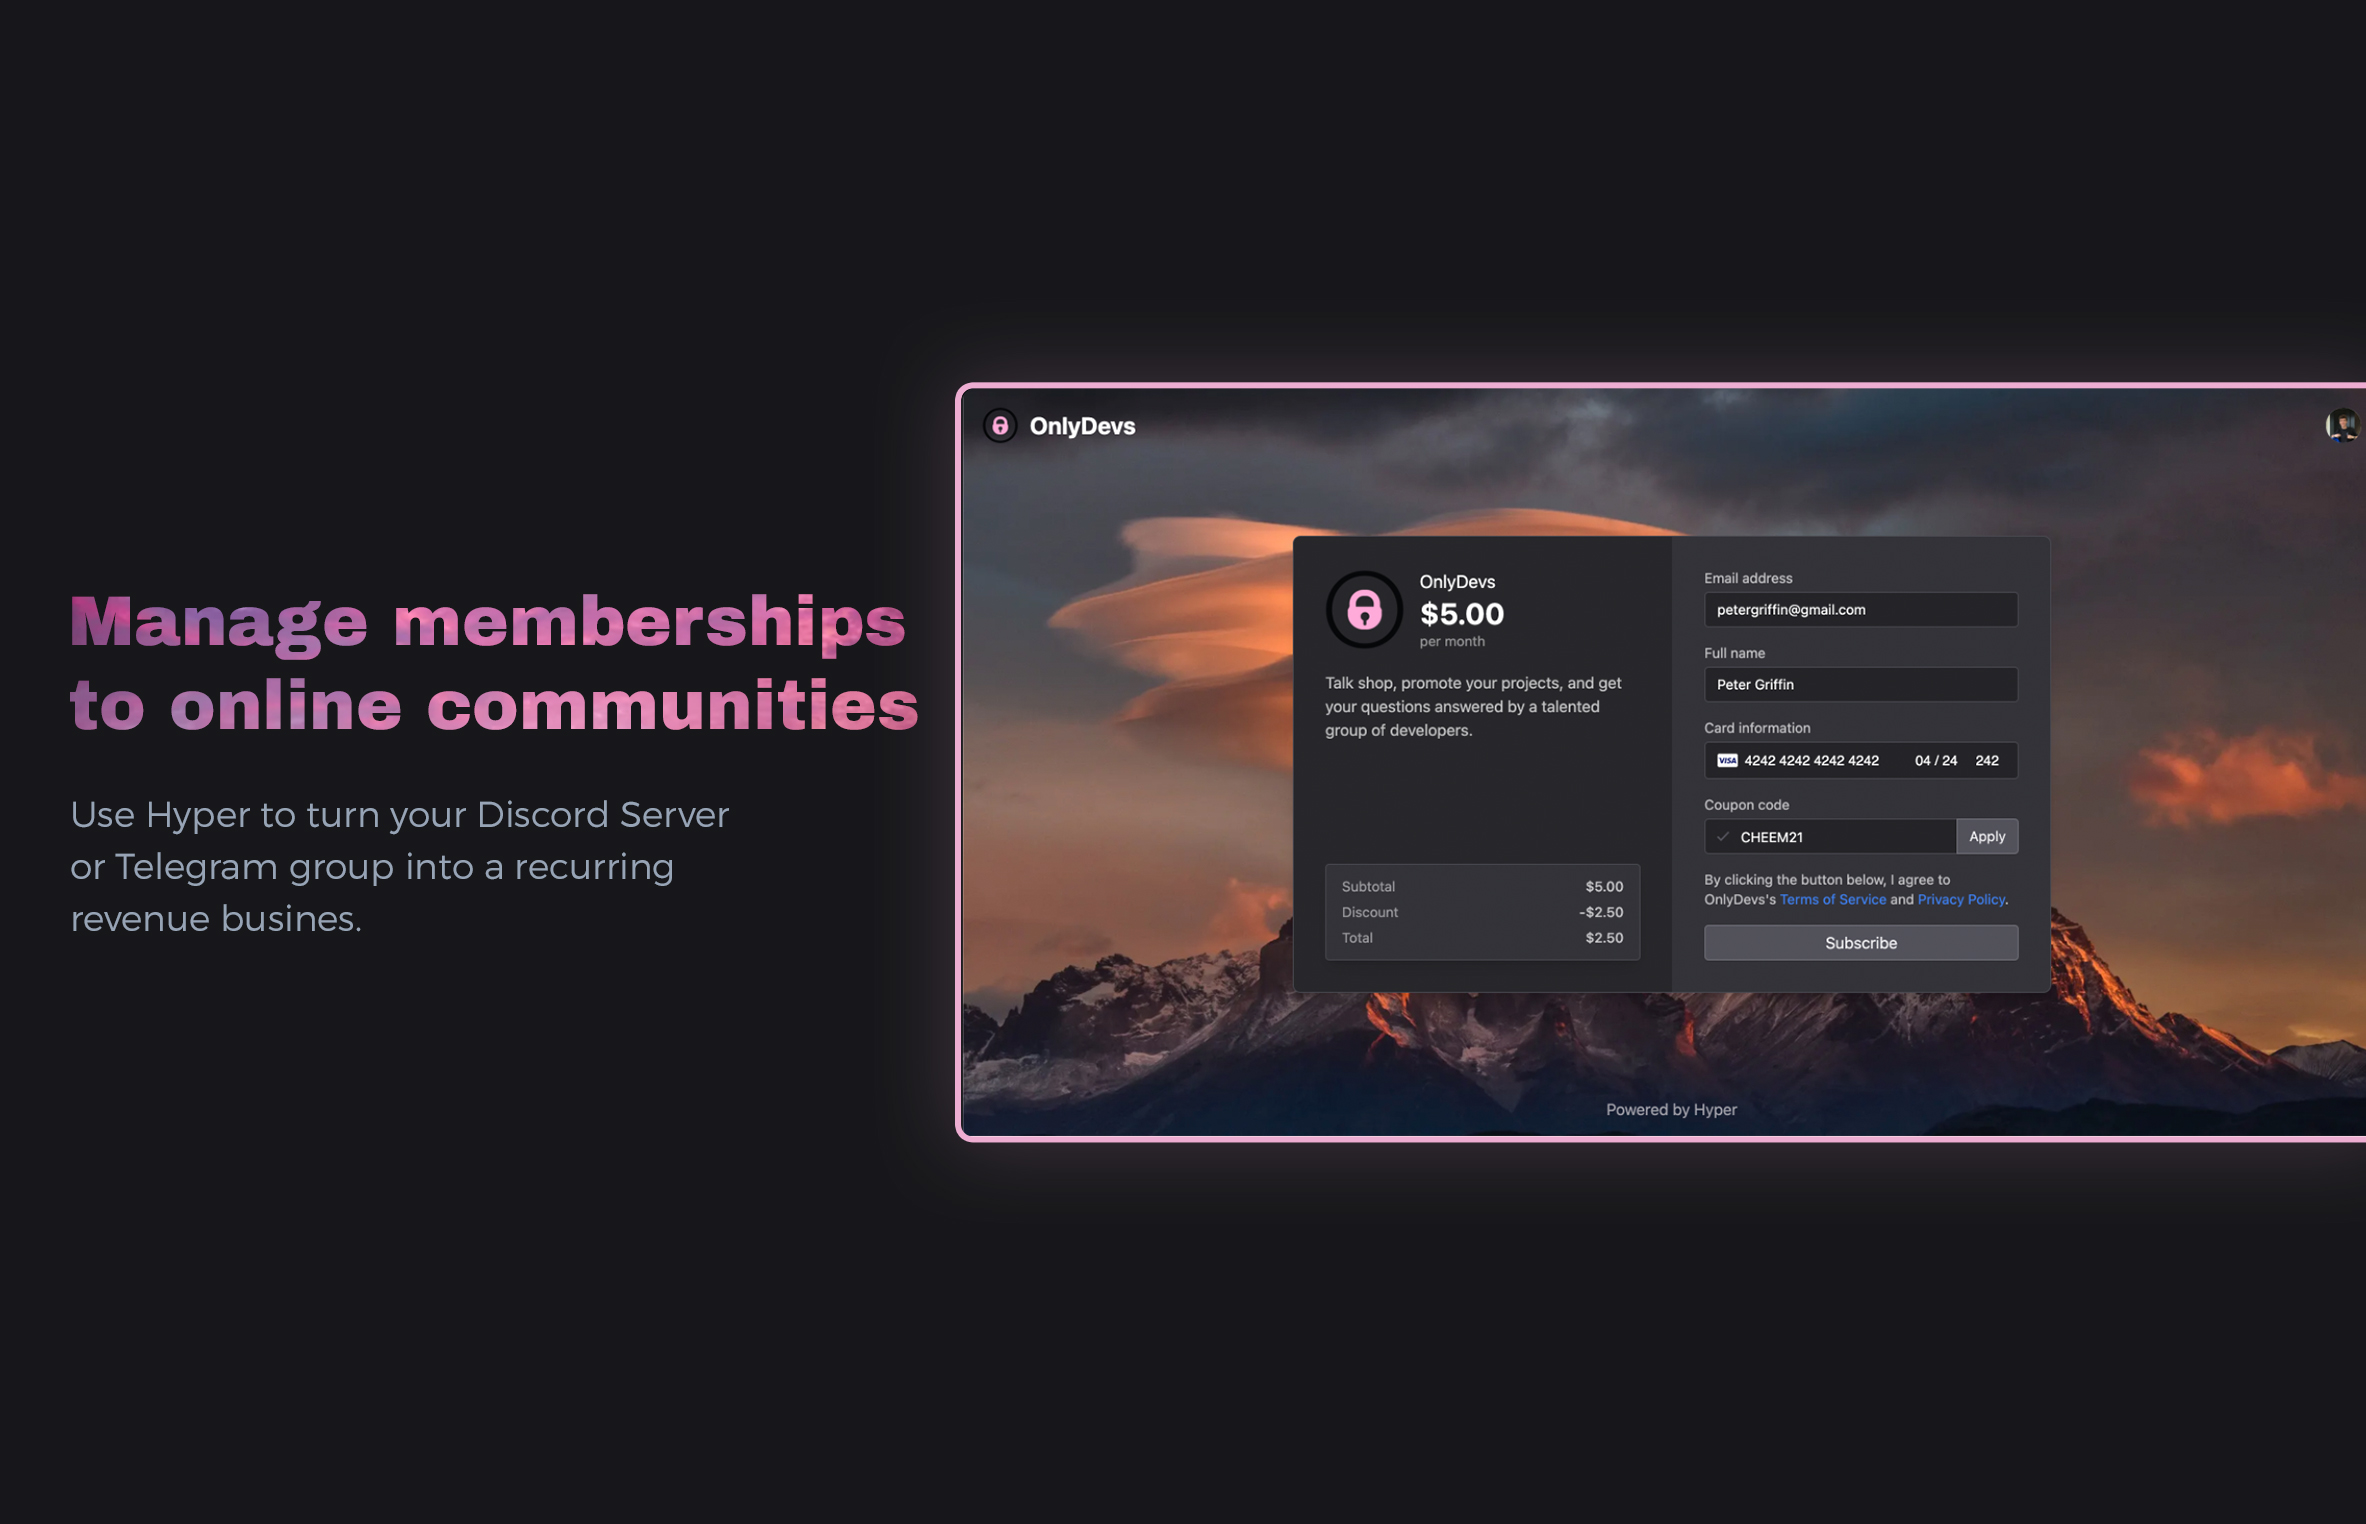 Manage memberships
to online communities
Use Hyper to turn your Discord Server
or Telegram group into a recurring
revenue busines.
OnlyDevs
OnlyDevs
$5.00
per month
Talk shop, promote your projects, and get
your questions answered by a talented
group of developers.
Subtotal $5.00
Discount -$2.50
Total $2.50
Email address
petergriffin@gmail.com
Full name
Peter Griffin
Card information
VISA 4242 4242 4242 4242 04 / 24 242
Coupon code
CHEEM21 Apply
By clicking the button below, I agree to
OnlyDevs's Terms of Service and Privacy Policy.
Subscribe
Powered by Hyper